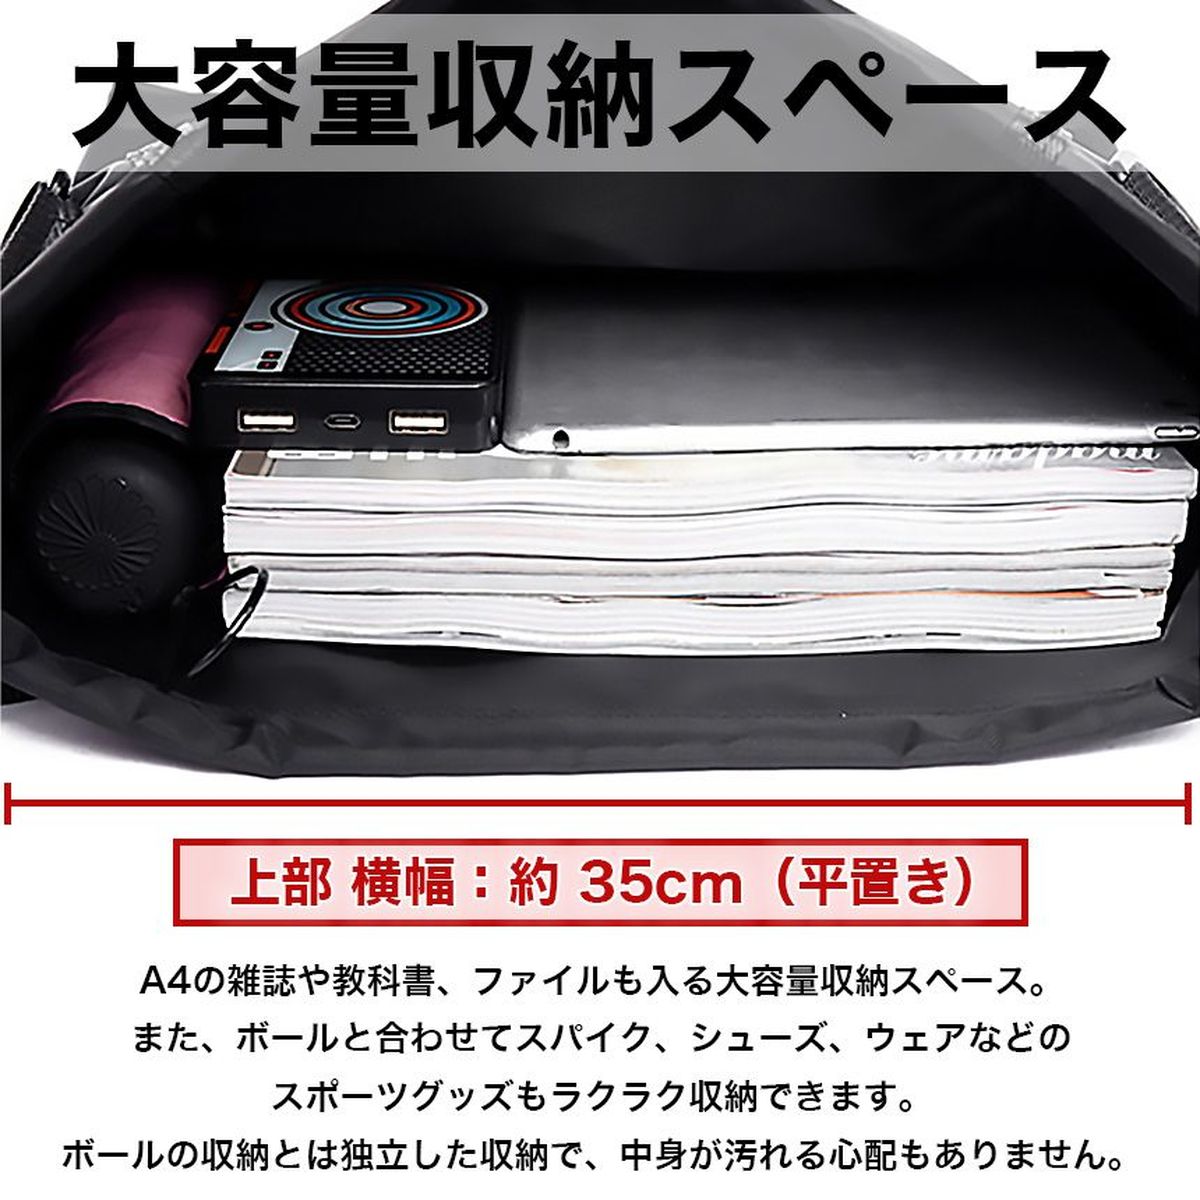 大容量収納スペース
madame
上部 横幅：約 35cm（平置き）
A4の雑誌や教科書、ファイルも入る大容量収納スペース。
また、ボールと合わせてスパイク、シューズ、ウェアなどの
スポーツグッズもラクラク収納できます。
ボールの収納とは独立した収納で、中身が汚れる心配もありません。